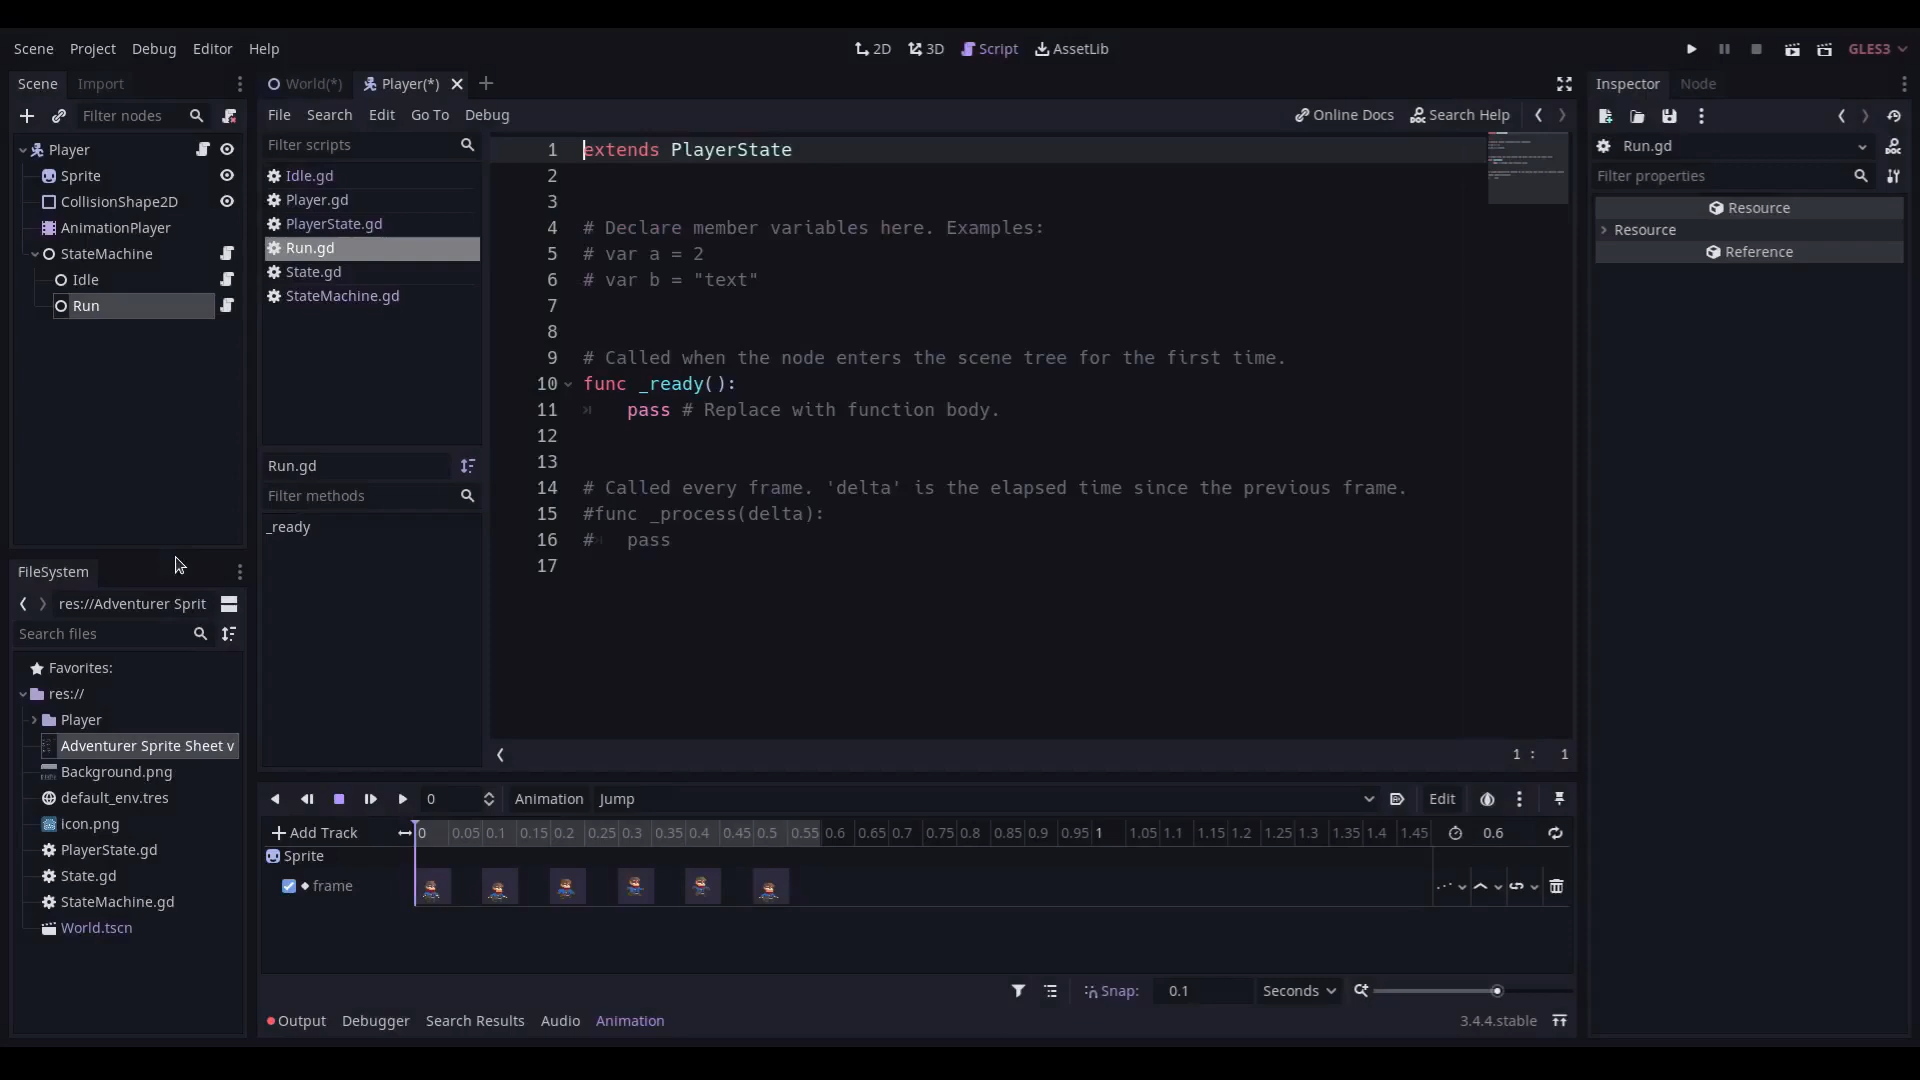 Scene Project Debug Editor Help
2D 3D Script AssetLib
GLES3
Scene Import
World(*) Player(*)
Inspector Node
Filter nodes
File Search Edit Go To Debug
Online Docs Search Help
Player
Sprite
CollisionShape2D
AnimationPlayer
StateMachine
Idle
Run
Filter scripts
Idle.gd
Player.gd
PlayerState.gd
Run.gd
State.gd
StateMachine.gd
Run.gd
Filter methods
_ready
1 extends PlayerState
2
3
4 # Declare member variables here. Examples:
5 # var a = 2
6 # var b = "text"
7
8
9 # Called when the node enters the scene tree for the first time.
10 func _ready():
11 pass # Replace with function body.
12
13
14 # Called every frame. 'delta' is the elapsed time since the previous frame.
15 #func _process(delta):
16 # pass
17
1 : 1
Run.gd
Filter properties
Resource
Resource
Reference
FileSystem
res://Adventurer Sprit
Search files
Favorites:
res://
Player
Adventurer Sprite Sheet v
Background.png
default_env.tres
icon.png
PlayerState.gd
State.gd
StateMachine.gd
World.tscn
0 Animation Jump Edit
Add Track 0 0.05 0.1 0.15 0.2 0.25 0.3 0.35 0.4 0.45 0.5 0.55 0.6 0.65 0.7 0.75 0.8 0.85 0.9 0.95 1 1.05 1.1 1.15 1.2 1.25 1.3 1.35 1.4 1.45 0.6
Sprite
frame
Snap: 0.1 Seconds
Output Debugger Search Results Audio Animation 3.4.4.stable